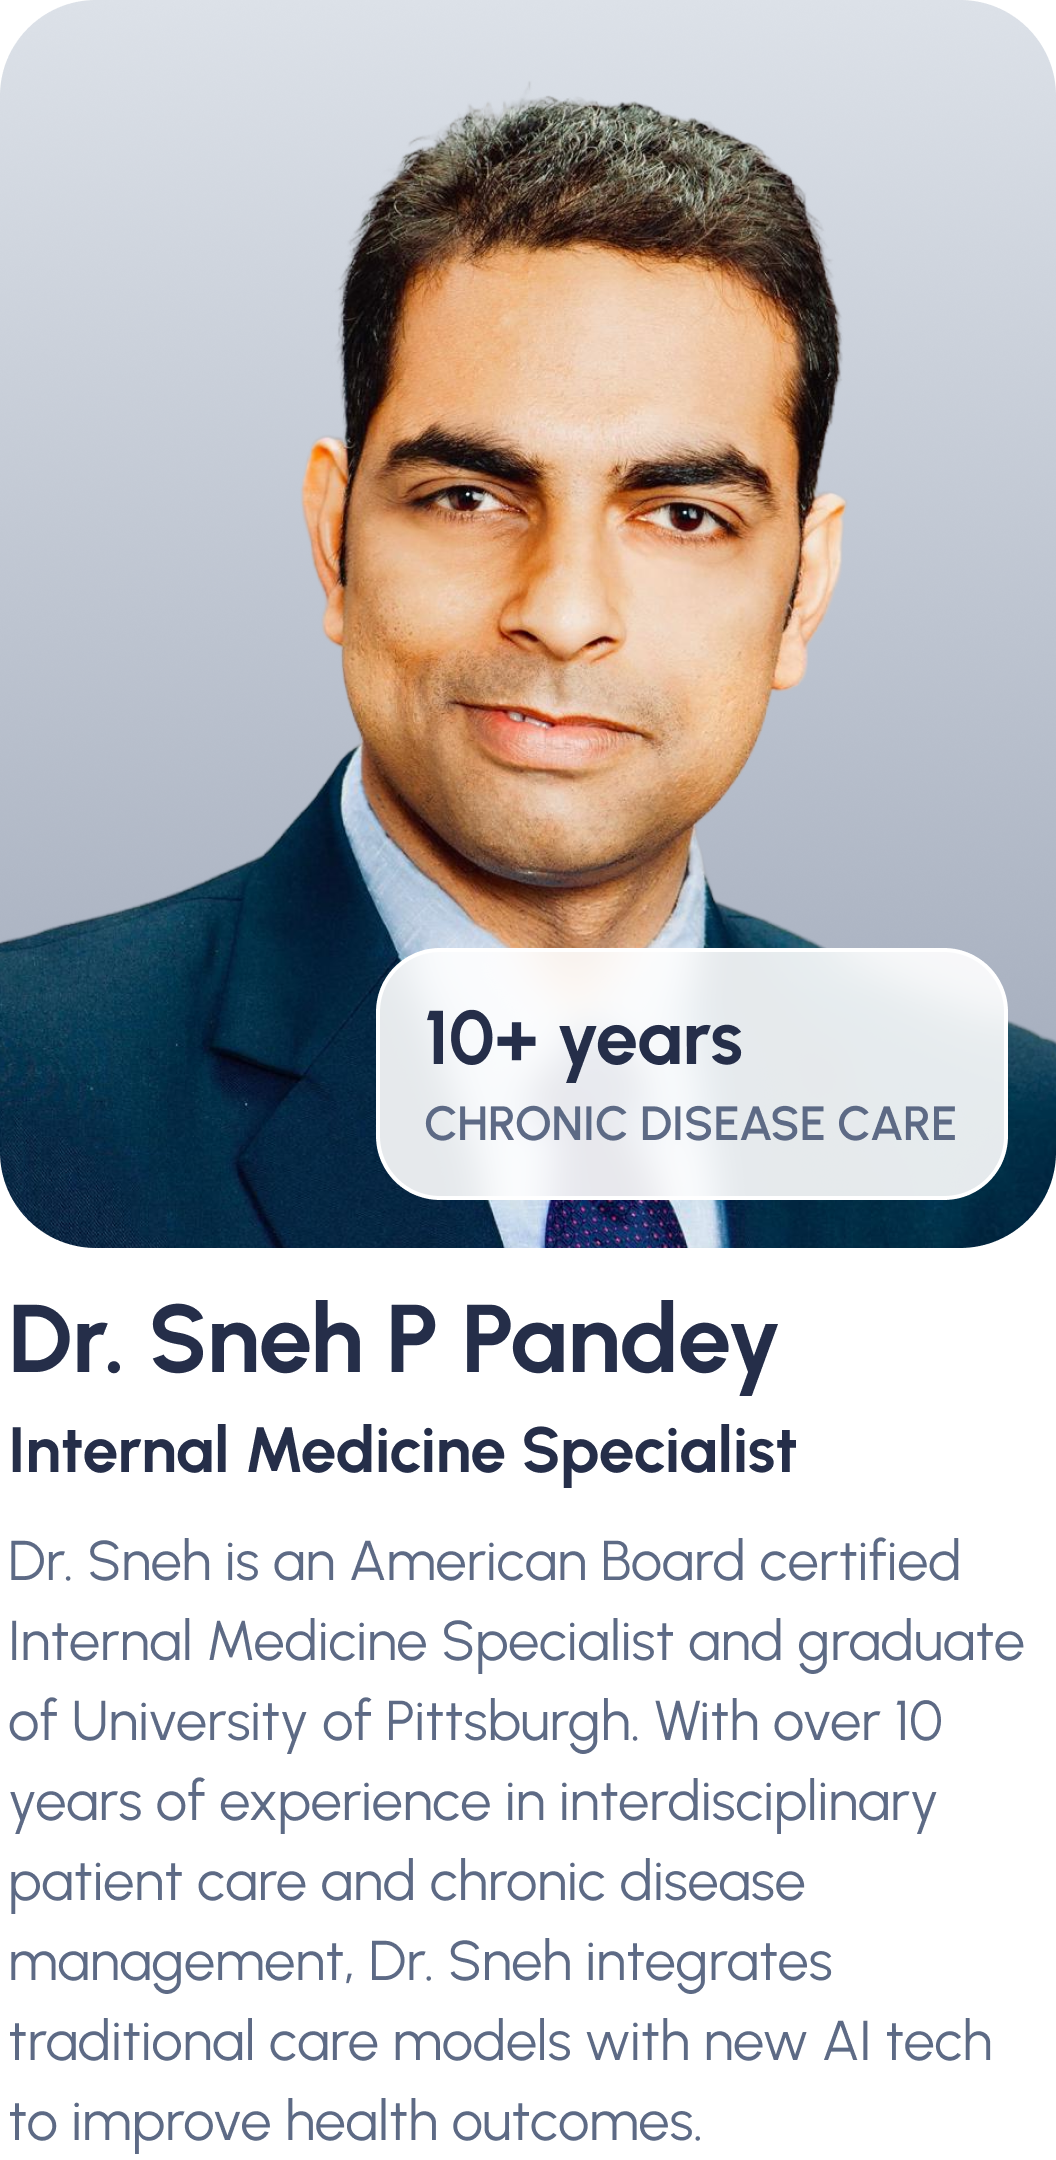 10+ years
CHRONIC DISEASE CARE
Dr. Sneh P Pandey
Internal Medicine Specialist
Dr. Sneh is an American Board certified
Internal Medicine Specialist and graduate
of University of Pittsburgh. With over 10
years of experience in interdisciplinary
patient care and chronic disease
management, Dr. Sneh integrates
traditional care models with new AI tech
to improve health outcomes.